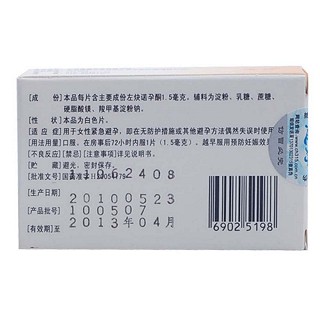 [成 份]本品每片含主要成份左炔诺孕酮1.5毫克,辅料为淀粉、乳糖、蔗糖、
硬脂酸镁、羧甲基淀粉钠。
[性 状]本品为白色片。
[适 应 症]用于女性紧急避孕,即在无防护措施或其他避孕方法偶然失误时使用
[用法用量]口服。在房事后72小时内服1片(1.5毫克),越早服用预防妊娠效
[不良反应][禁忌][注意事项]详见说明书。
[贮 藏]避光、密封保存。
[批准文号]国药准字H
11002408
生产日期 20100523
产品批号 100507
有效期至 2013年04月
6902 5198